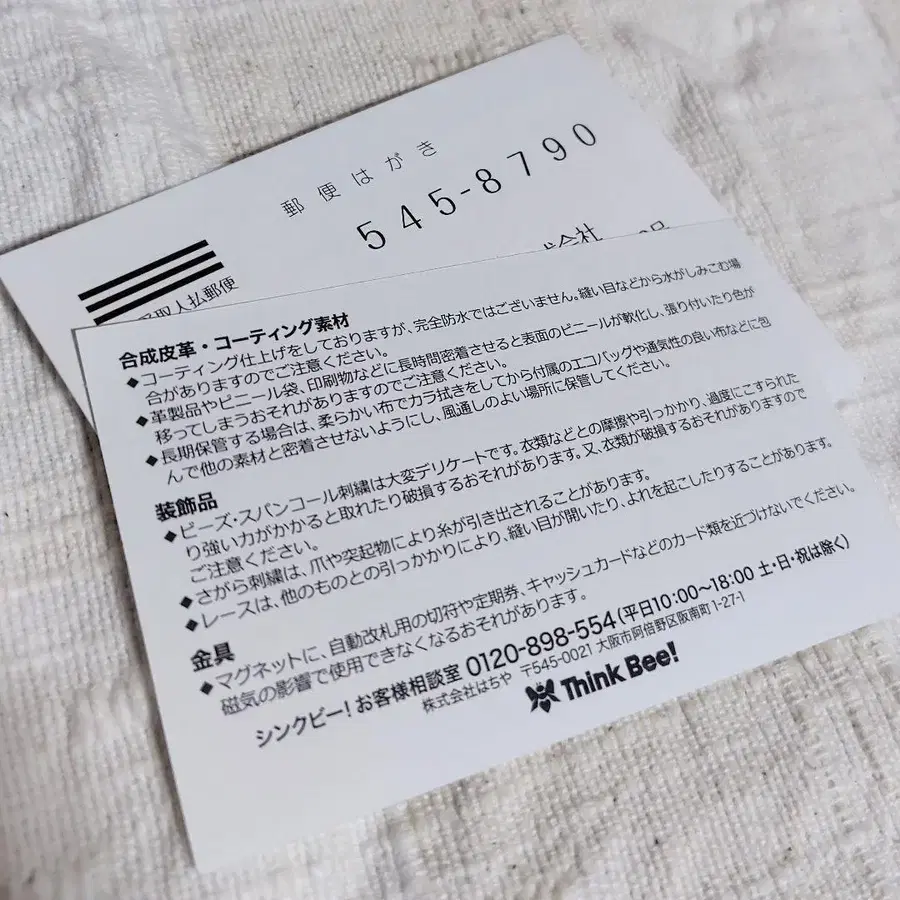 郵便はがき
545-8790
取人払郵便
式会社
合成皮革・コーティング素材
◆コーティング仕上げをしておりますが、完全防水ではございません。縫い目などから水がしみこむ場
合がありますのでご注意ください。
◆革製品やビニール袋、印刷物などに長時間密着させると表面のビニールが軟化し、張り付いたり色が
移ってしまうおそれがありますのでご注意ください。
◆長期保管する場合は、柔らかい布でカラ拭きをしてから付属のエコバッグや通気性の良い布などに包
んで他の素材と密着させないようにし、風通しのよい場所に保管してください。
装飾品
◆ビーズ・スパンコール刺繍は大変デリケートです。衣類などとの摩擦や引っかかり、過度にこすられた
り強い力がかかると取れたり破損するおそれがあります。又、衣類が破損するおそれがありますので
ご注意ください。
◆さがら刺繍は、爪や突起物により糸が引き出されることがあります。
◆レースは、他のものとの引っかかりにより、縫い目が開いたり、よれを起こしたりすることがあります。
金具
◆マグネットに、自動改札用の切符や定期券、キャッシュカードなどのカード類を近づけないでください。
磁気の影響で使用できなくなるおそれがあります。
シンクビー!お客様相談室 0120-898-554(平日10:00〜18:00 土・日・祝は除く)
株式会社はちや 〒545-0021 大阪市阿倍野区阪南町1-27-1
Think Bee!